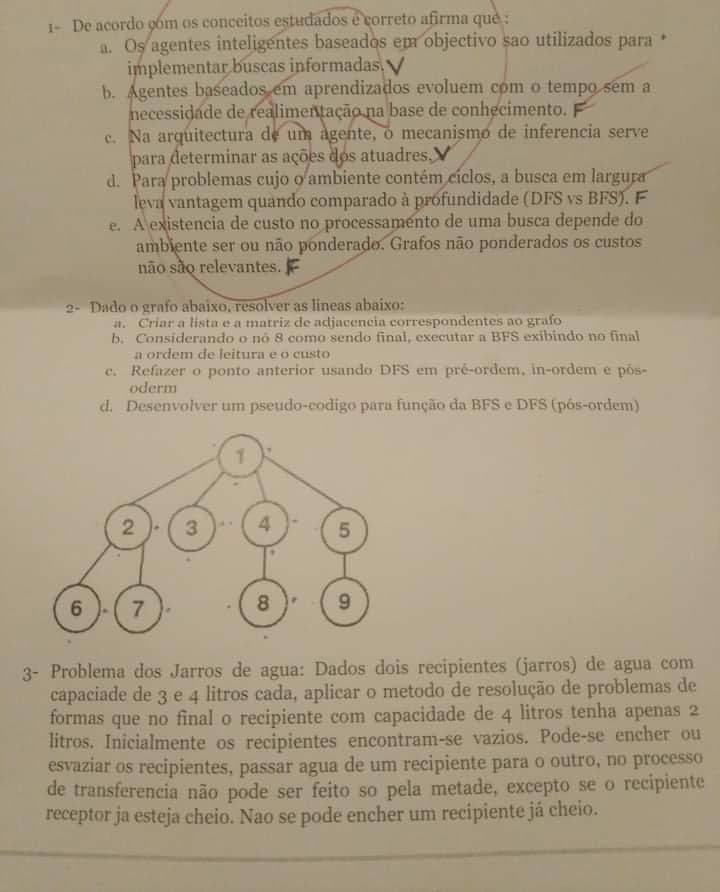 1- De acordo com os conceitos estudados é correto afirma que :
a. Os agentes inteligentes baseados em objectivo sao utilizados para
implementar buscas informadas. V
b. Agentes baseados em aprendizados evoluem com o tempo sem a
necessidade de realimentação na base de conhecimento. F
c. Na arquitectura de um agente, o mecanismo de inferencia serve
para determinar as ações dos atuadres. V
d. Para problemas cujo o ambiente contém ciclos, a busca em largura
leva vantagem quando comparado à profundidade (DFS vs BFS). F
e. A existencia de custo no processamento de uma busca depende do
ambiente ser ou não ponderado. Grafos não ponderados os custos
não são relevantes. F
2- Dado o grafo abaixo, resolver as lineas abaixo:
a. Criar a lista e a matriz de adjacencia correspondentes ao grafo
b. Considerando o nó 8 como sendo final, executar a BFS exibindo no final
a ordem de leitura e o custo
c. Refazer o ponto anterior usando DFS em pré-ordem, in-ordem e pós-
oderm
d. Desenvolver um pseudo-codigo para função da BFS e DFS (pós-ordem)
1
2 3 4 5
6 7 8 9
3- Problema dos Jarros de agua: Dados dois recipientes (jarros) de agua com
capaciade de 3 e 4 litros cada, aplicar o metodo de resolução de problemas de
formas que no final o recipiente com capacidade de 4 litros tenha apenas 2
litros. Inicialmente os recipientes encontram-se vazios. Pode-se encher ou
esvaziar os recipientes, passar agua de um recipiente para o outro, no processo
de transferencia não pode ser feito so pela metade, excepto se o recipiente
receptor ja esteja cheio. Nao se pode encher um recipiente já cheio.